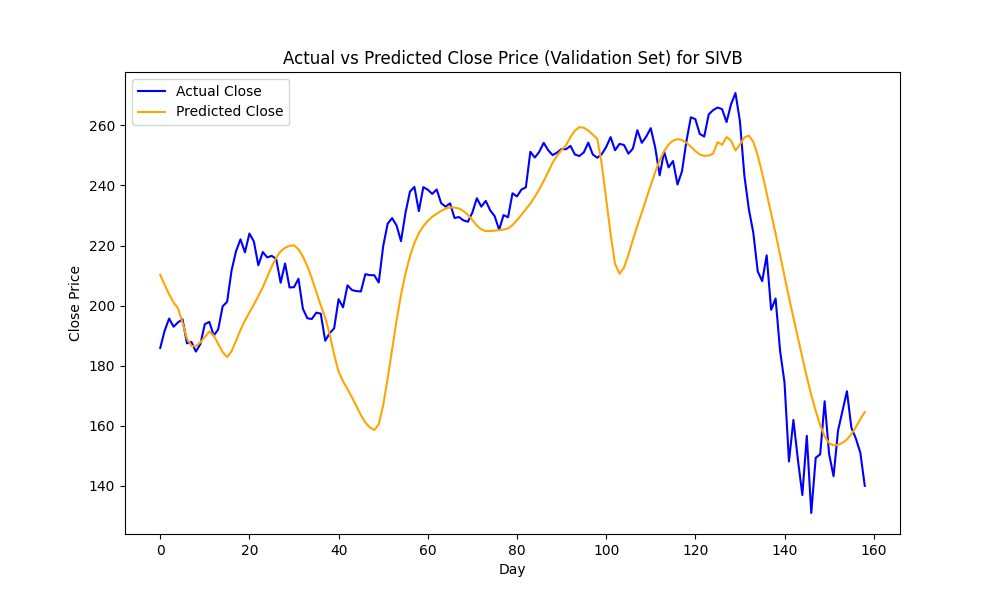 Actual vs Predicted Close Price (Validation Set) for SIVB
Actual Close
Predicted Close
Close Price
260
240
220
200
180
160
140
0 20 40 60 80 100 120 140 160
Day